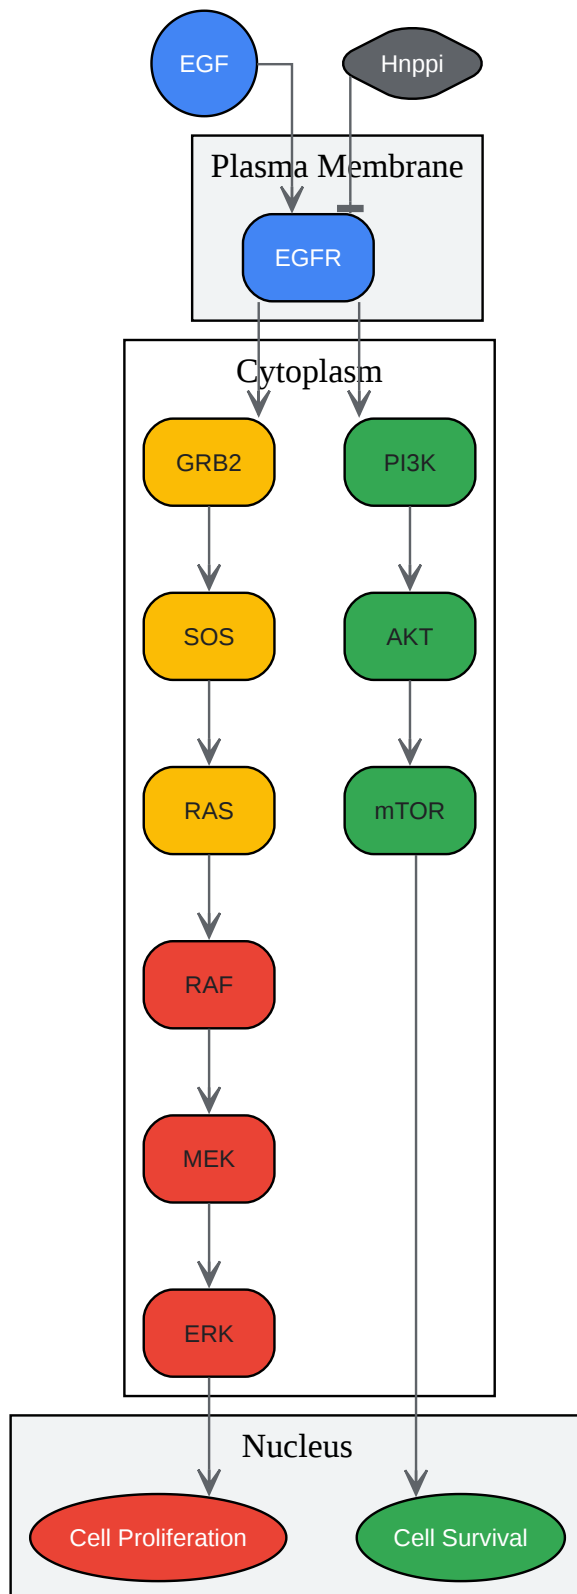 EGF
Hnppi
Plasma Membrane
EGFR
Cytoplasm
GRB2
PI3K
SOS
AKT
RAS
mTOR
RAF
MEK
ERK
Nucleus
Cell Proliferation
Cell Survival